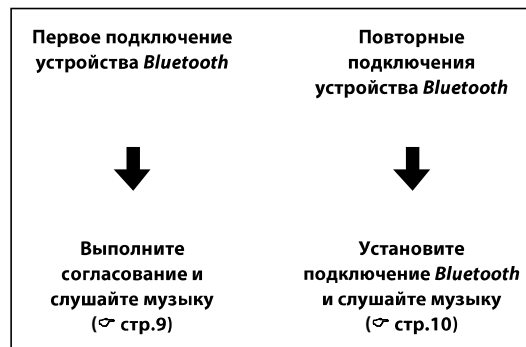 Первое подключение
устройства Bluetooth
Повторные
подключения
устройства Bluetooth
Выполните
согласование и
слушайте музыку
(☞ стр.9)
Установите
подключение Bluetooth
и слушайте музыку
(☞ стр.10)